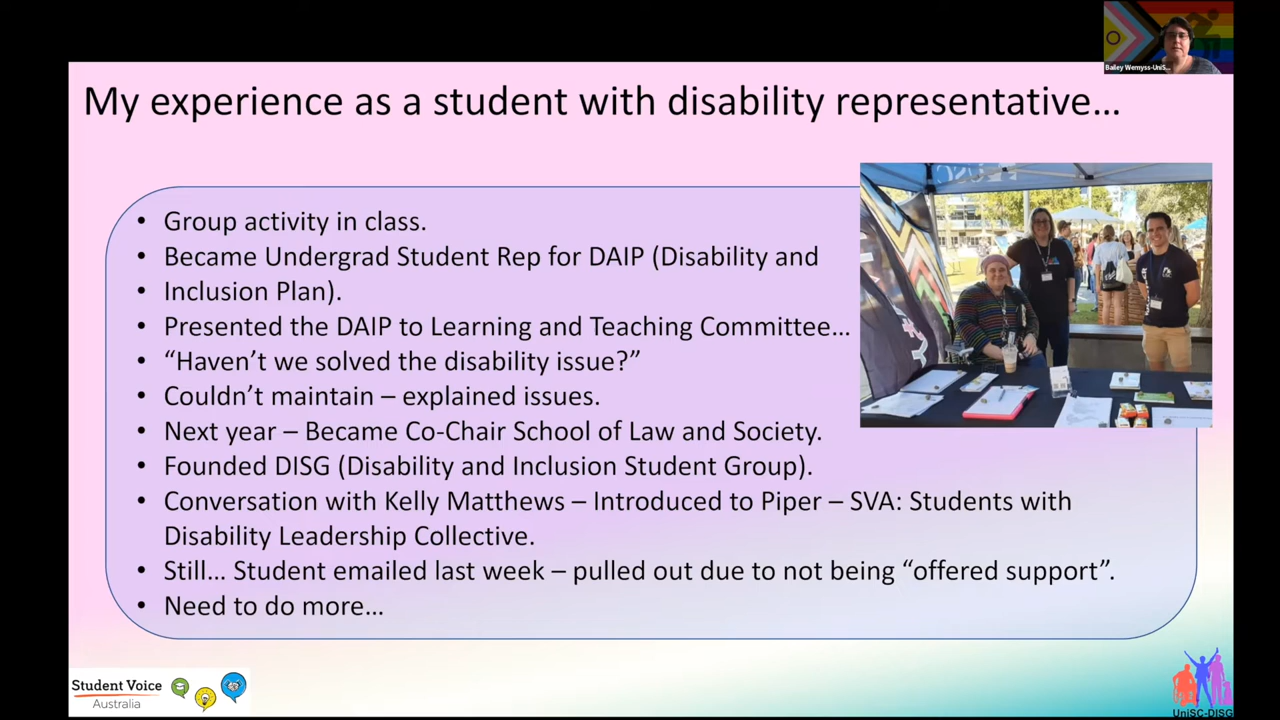 Bailey Wemyss-UniS...
My experience as a student with disability representative...
• Group activity in class.
• Became Undergrad Student Rep for DAIP (Disability and
• Inclusion Plan).
• Presented the DAIP to Learning and Teaching Committee...
• “Haven’t we solved the disability issue?”
• Couldn’t maintain – explained issues.
• Next year – Became Co-Chair School of Law and Society.
• Founded DISG (Disability and Inclusion Student Group).
• Conversation with Kelly Matthews – Introduced to Piper – SVA: Students with
Disability Leadership Collective.
• Still... Student emailed last week – pulled out due to not being “offered support”.
• Need to do more...
Student Voice
Australia
UniSC-DISG